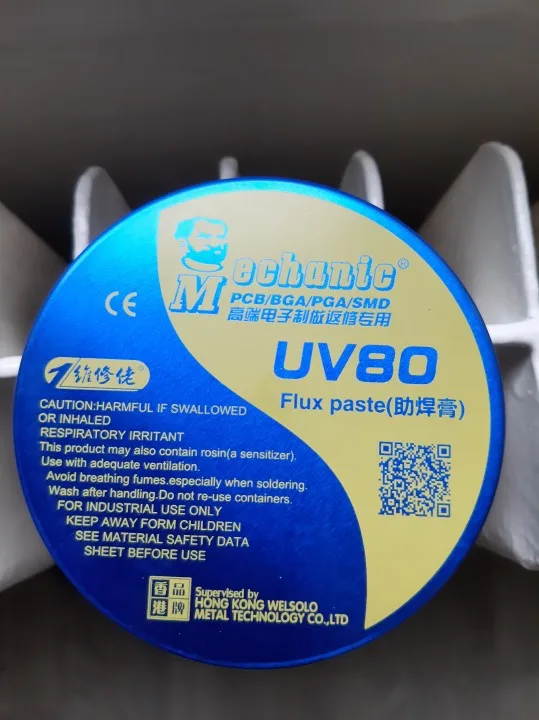 Mechanic®
PCB/BGA/PGA/SMD
高端电子制做返修专用
UV80
Flux paste(助焊膏)
CE
维修佬®
CAUTION:HARMFUL IF SWALLOWED
OR INHALED
RESPIRATORY IRRITANT
This product may also contain rosin(a sensitizer).
Use with adequate ventilation.
Avoid breathing fumes.especially when soldering.
Wash after handling.Do not re-use containers.
FOR INDUSTRIAL USE ONLY
KEEP AWAY FORM CHILDREN
SEE MATERIAL SAFETY DATA
SHEET BEFORE USE
香港品牌
Supervised by
HONG KONG WELSOLO
METAL TECHNOLOGY CO.,LTD